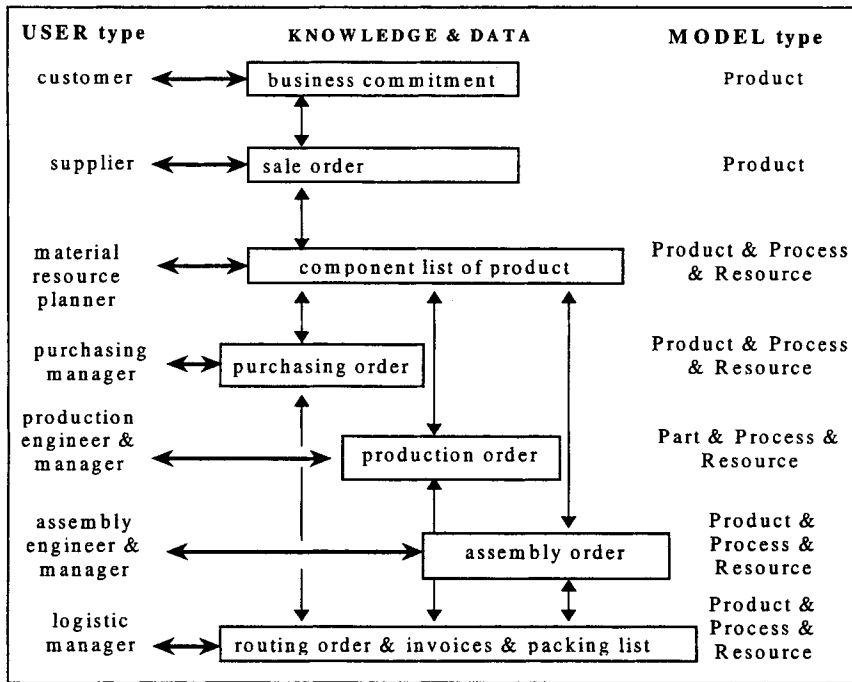 USER type KNOWLEDGE & DATA MODEL type
customer business commitment Product
supplier sale order Product
material
resource
planner
component list of product
Product & Process
& Resource
purchasing
manager
purchasing order
Product & Process
& Resource
production
engineer &
manager
production order
Part & Process &
Resource
assembly
engineer &
manager
assembly order
Product &
Process &
Resource
logistic
manager
routing order & invoices & packing list
Product &
Process &
Resource